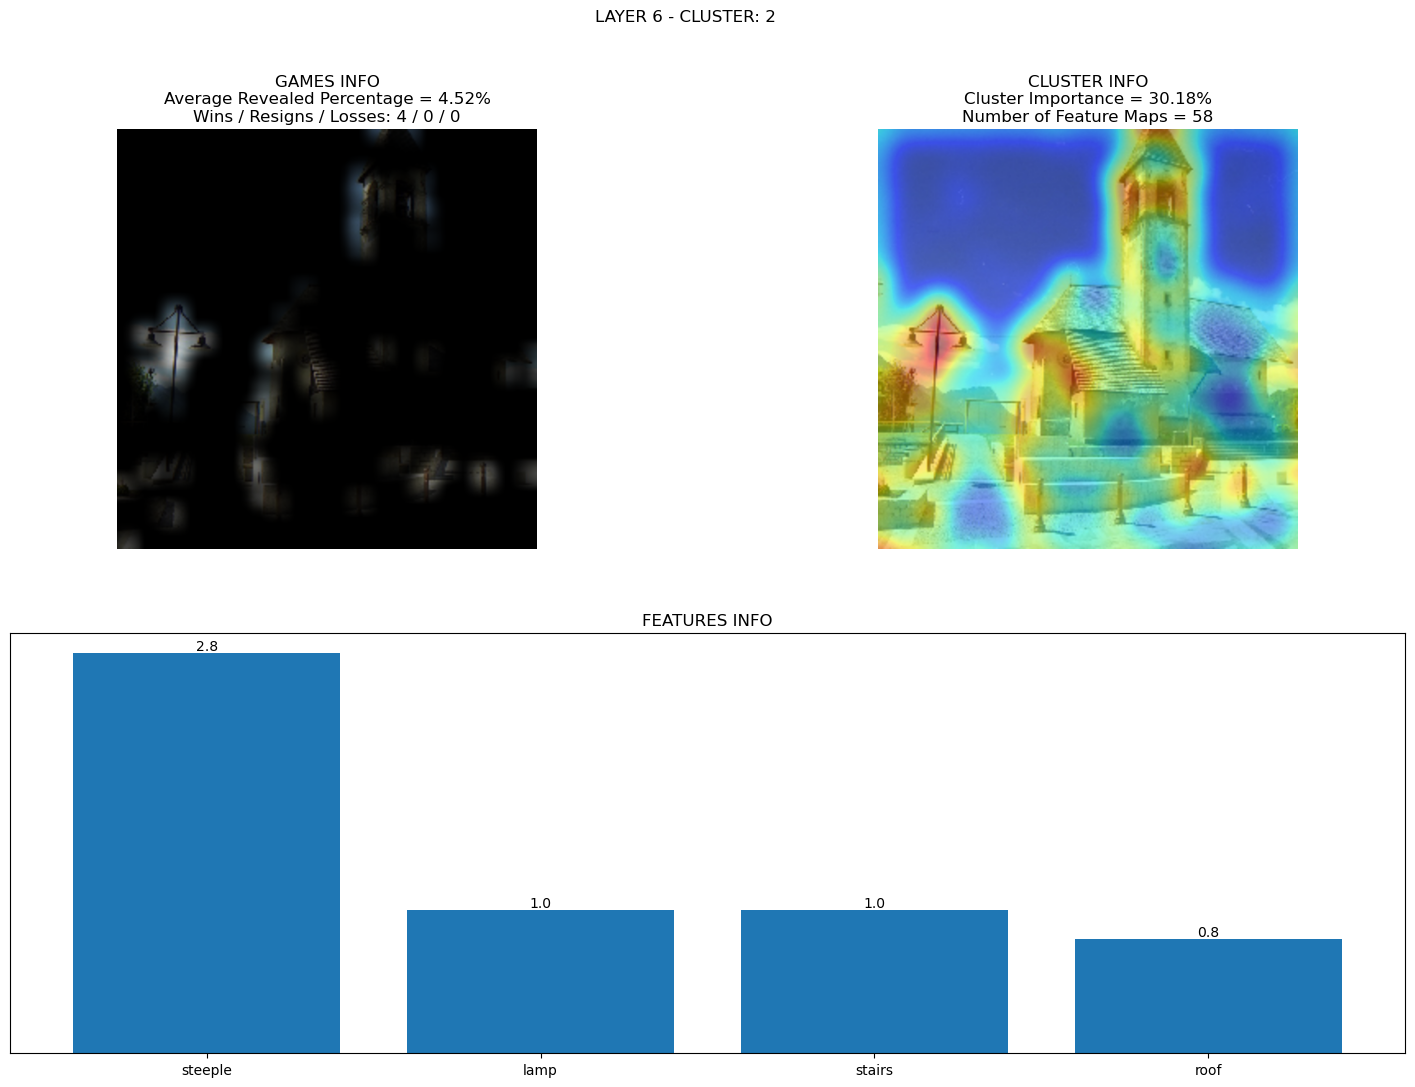 LAYER 6 - CLUSTER: 2
GAMES INFO
Average Revealed Percentage = 4.52%
Wins / Resigns / Losses: 4 / 0 / 0
CLUSTER INFO
Cluster Importance = 30.18%
Number of Feature Maps = 58
FEATURES INFO
2.8
1.0
1.0
0.8
steeple
lamp
stairs
roof